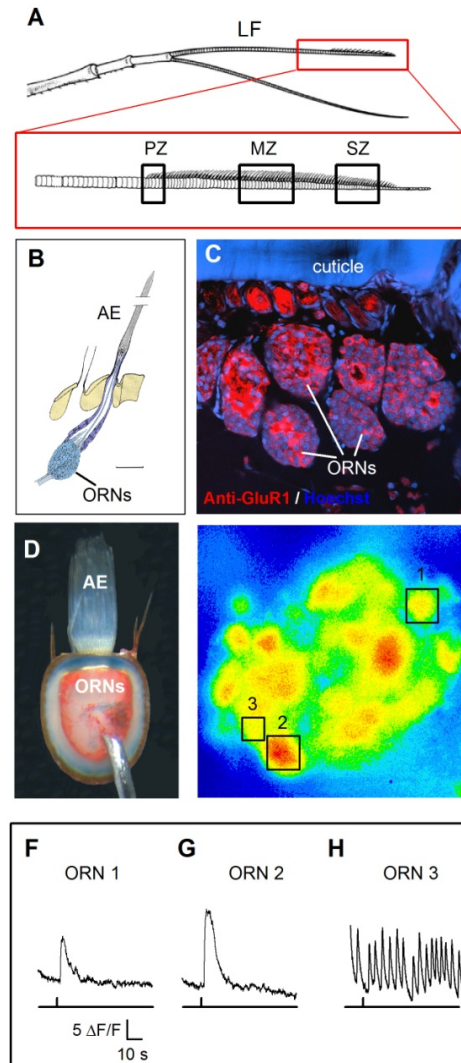 A
LF
PZ
MZ
SZ
B
AE
ORNs
C
cuticle
ORNs
Anti-GluR1 / Hoechst
D
AE
ORNs
1
3
2
F
G
H
ORN 1
ORN 2
ORN 3
5 ΔF/F
10 s